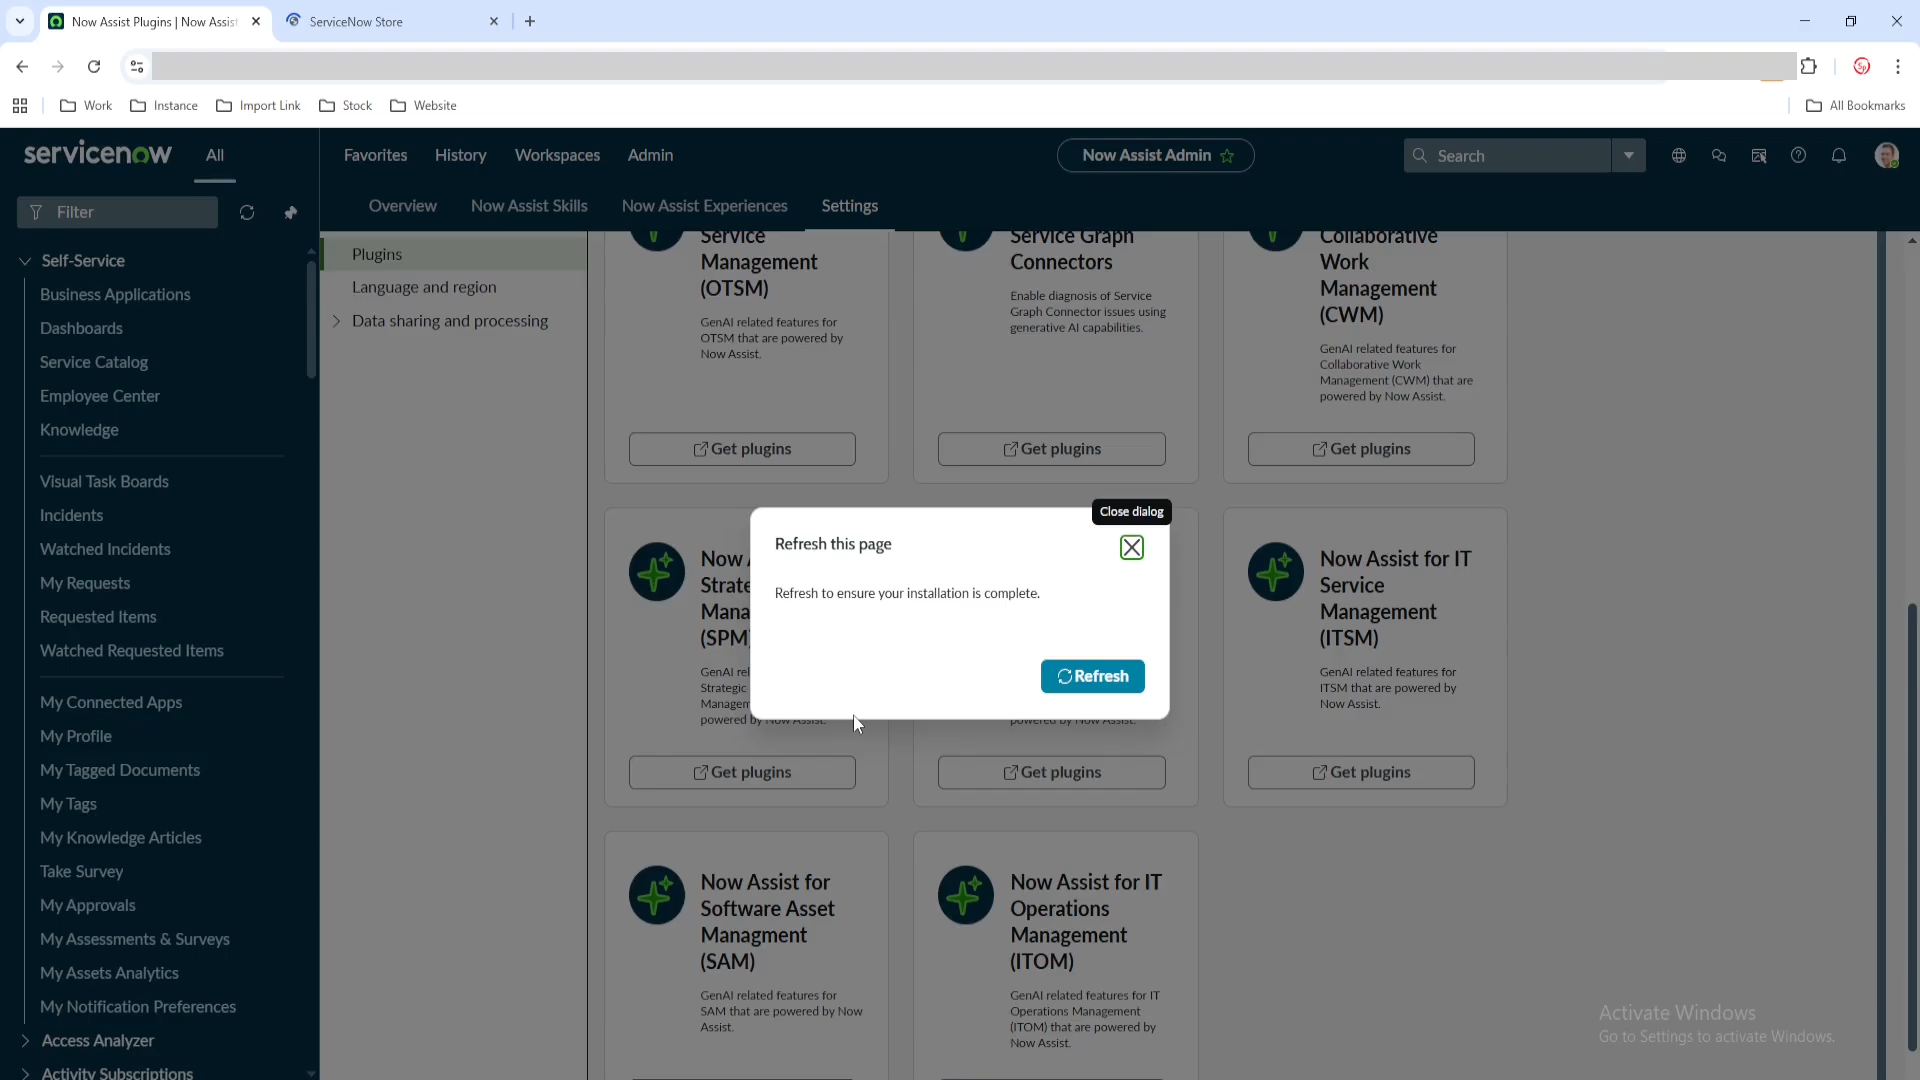 Now Assist Plugins | Now Assist
ServiceNow Store
Work
Instance
Import Link
Stock
Website
All Bookmarks
servicenow
All
Favorites
History
Workspaces
Admin
Now Assist Admin
Search
Filter
Overview
Now Assist Skills
Now Assist Experiences
Settings
Self-Service
Business Applications
Dashboards
Service Catalog
Employee Center
Knowledge
Visual Task Boards
Incidents
Watched Incidents
My Requests
Requested Items
Watched Requested Items
My Connected Apps
My Profile
My Tagged Documents
My Tags
My Knowledge Articles
Take Survey
My Approvals
My Assessments & Surveys
My Assets Analytics
My Notification Preferences
Access Analyzer
Activity Subscriptions
Plugins
Language and region
Data sharing and processing
Service
Management
(OTSM)
GenAI related features for
OTSM that are powered by
Now Assist.
Get plugins
Service Graph
Connectors
Enable diagnosis of Service
Graph Connector issues using
generative AI capabilities.
Get plugins
Collaborative
Work
Management
(CWM)
GenAI related features for
Collaborative Work
Management (CWM) that are
powered by Now Assist.
Get plugins
Close dialog
Refresh this page
Refresh to ensure your installation is complete.
Refresh
Now
Strate
Mana
(SPM)
GenAI rel
Strategic
Managem
powered by Now Assist.
Get plugins
powered by Now Assist.
Get plugins
Now Assist for IT
Service
Management
(ITSM)
GenAI related features for
ITSM that are powered by
Now Assist.
Get plugins
Now Assist for
Software Asset
Managment
(SAM)
GenAI related features for
SAM that are powered by Now
Assist.
Now Assist for IT
Operations
Management
(ITOM)
GenAI related features for IT
Operations Management
(ITOM) that are powered by
Now Assist.
Activate Windows
Go to Settings to activate Windows.